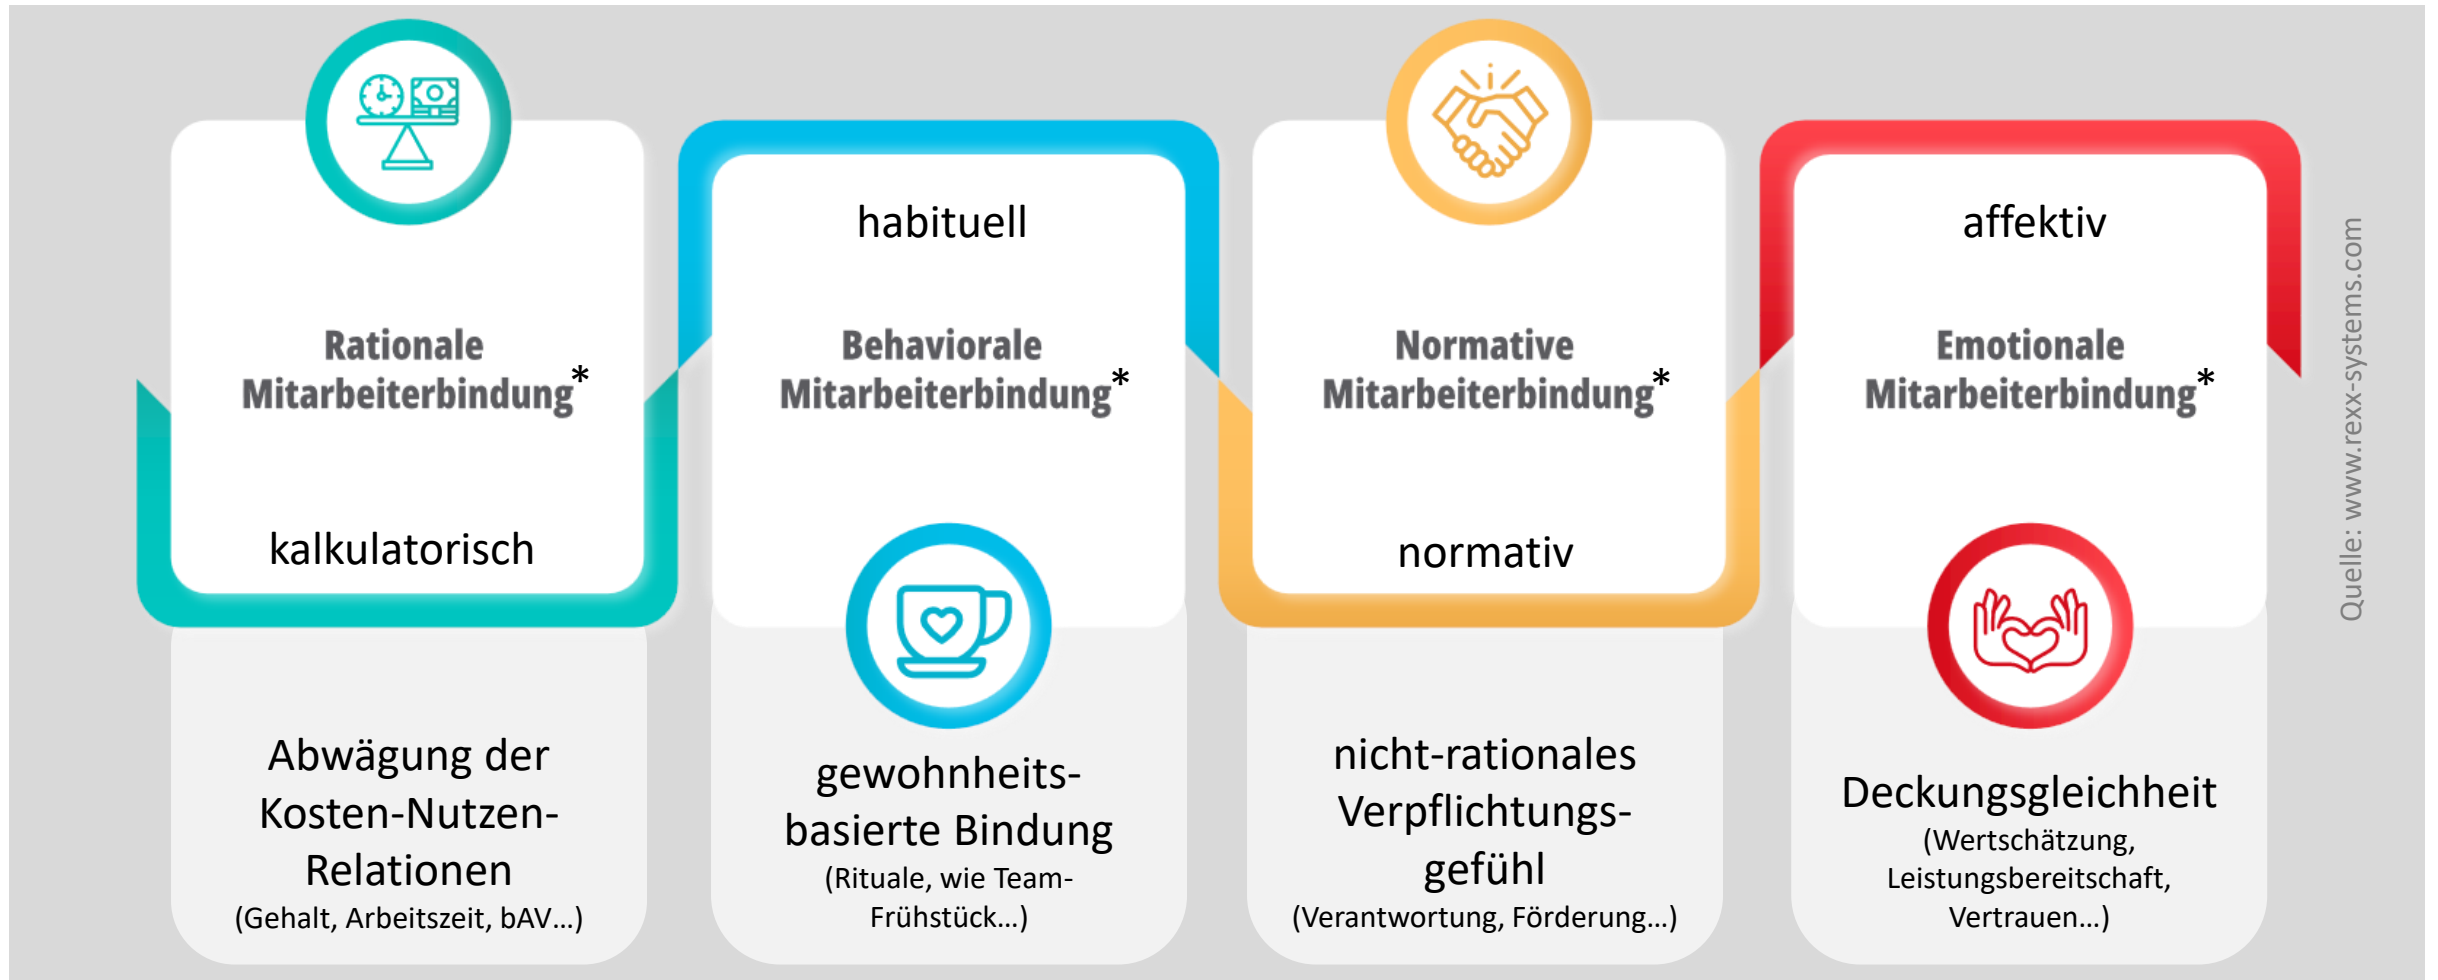 Rationale
Mitarbeiterbindung*
kalkulatorisch
Abwägung der
Kosten-Nutzen-
Relationen
(Gehalt, Arbeitszeit, bAV...)
habituell
Behaviorale
Mitarbeiterbindung*
gewohnheits-
basierte Bindung
(Rituale, wie Team-
Frühstück...)
Normative
Mitarbeiterbindung*
normativ
nicht-rationales
Verpflichtungs-
gefühl
(Verantwortung, Förderung...)
affektiv
Emotionale
Mitarbeiterbindung*
Deckungsgleichheit
(Wertschätzung,
Leistungsbereitschaft,
Vertrauen...)
Quelle: www.rexx-systems.com